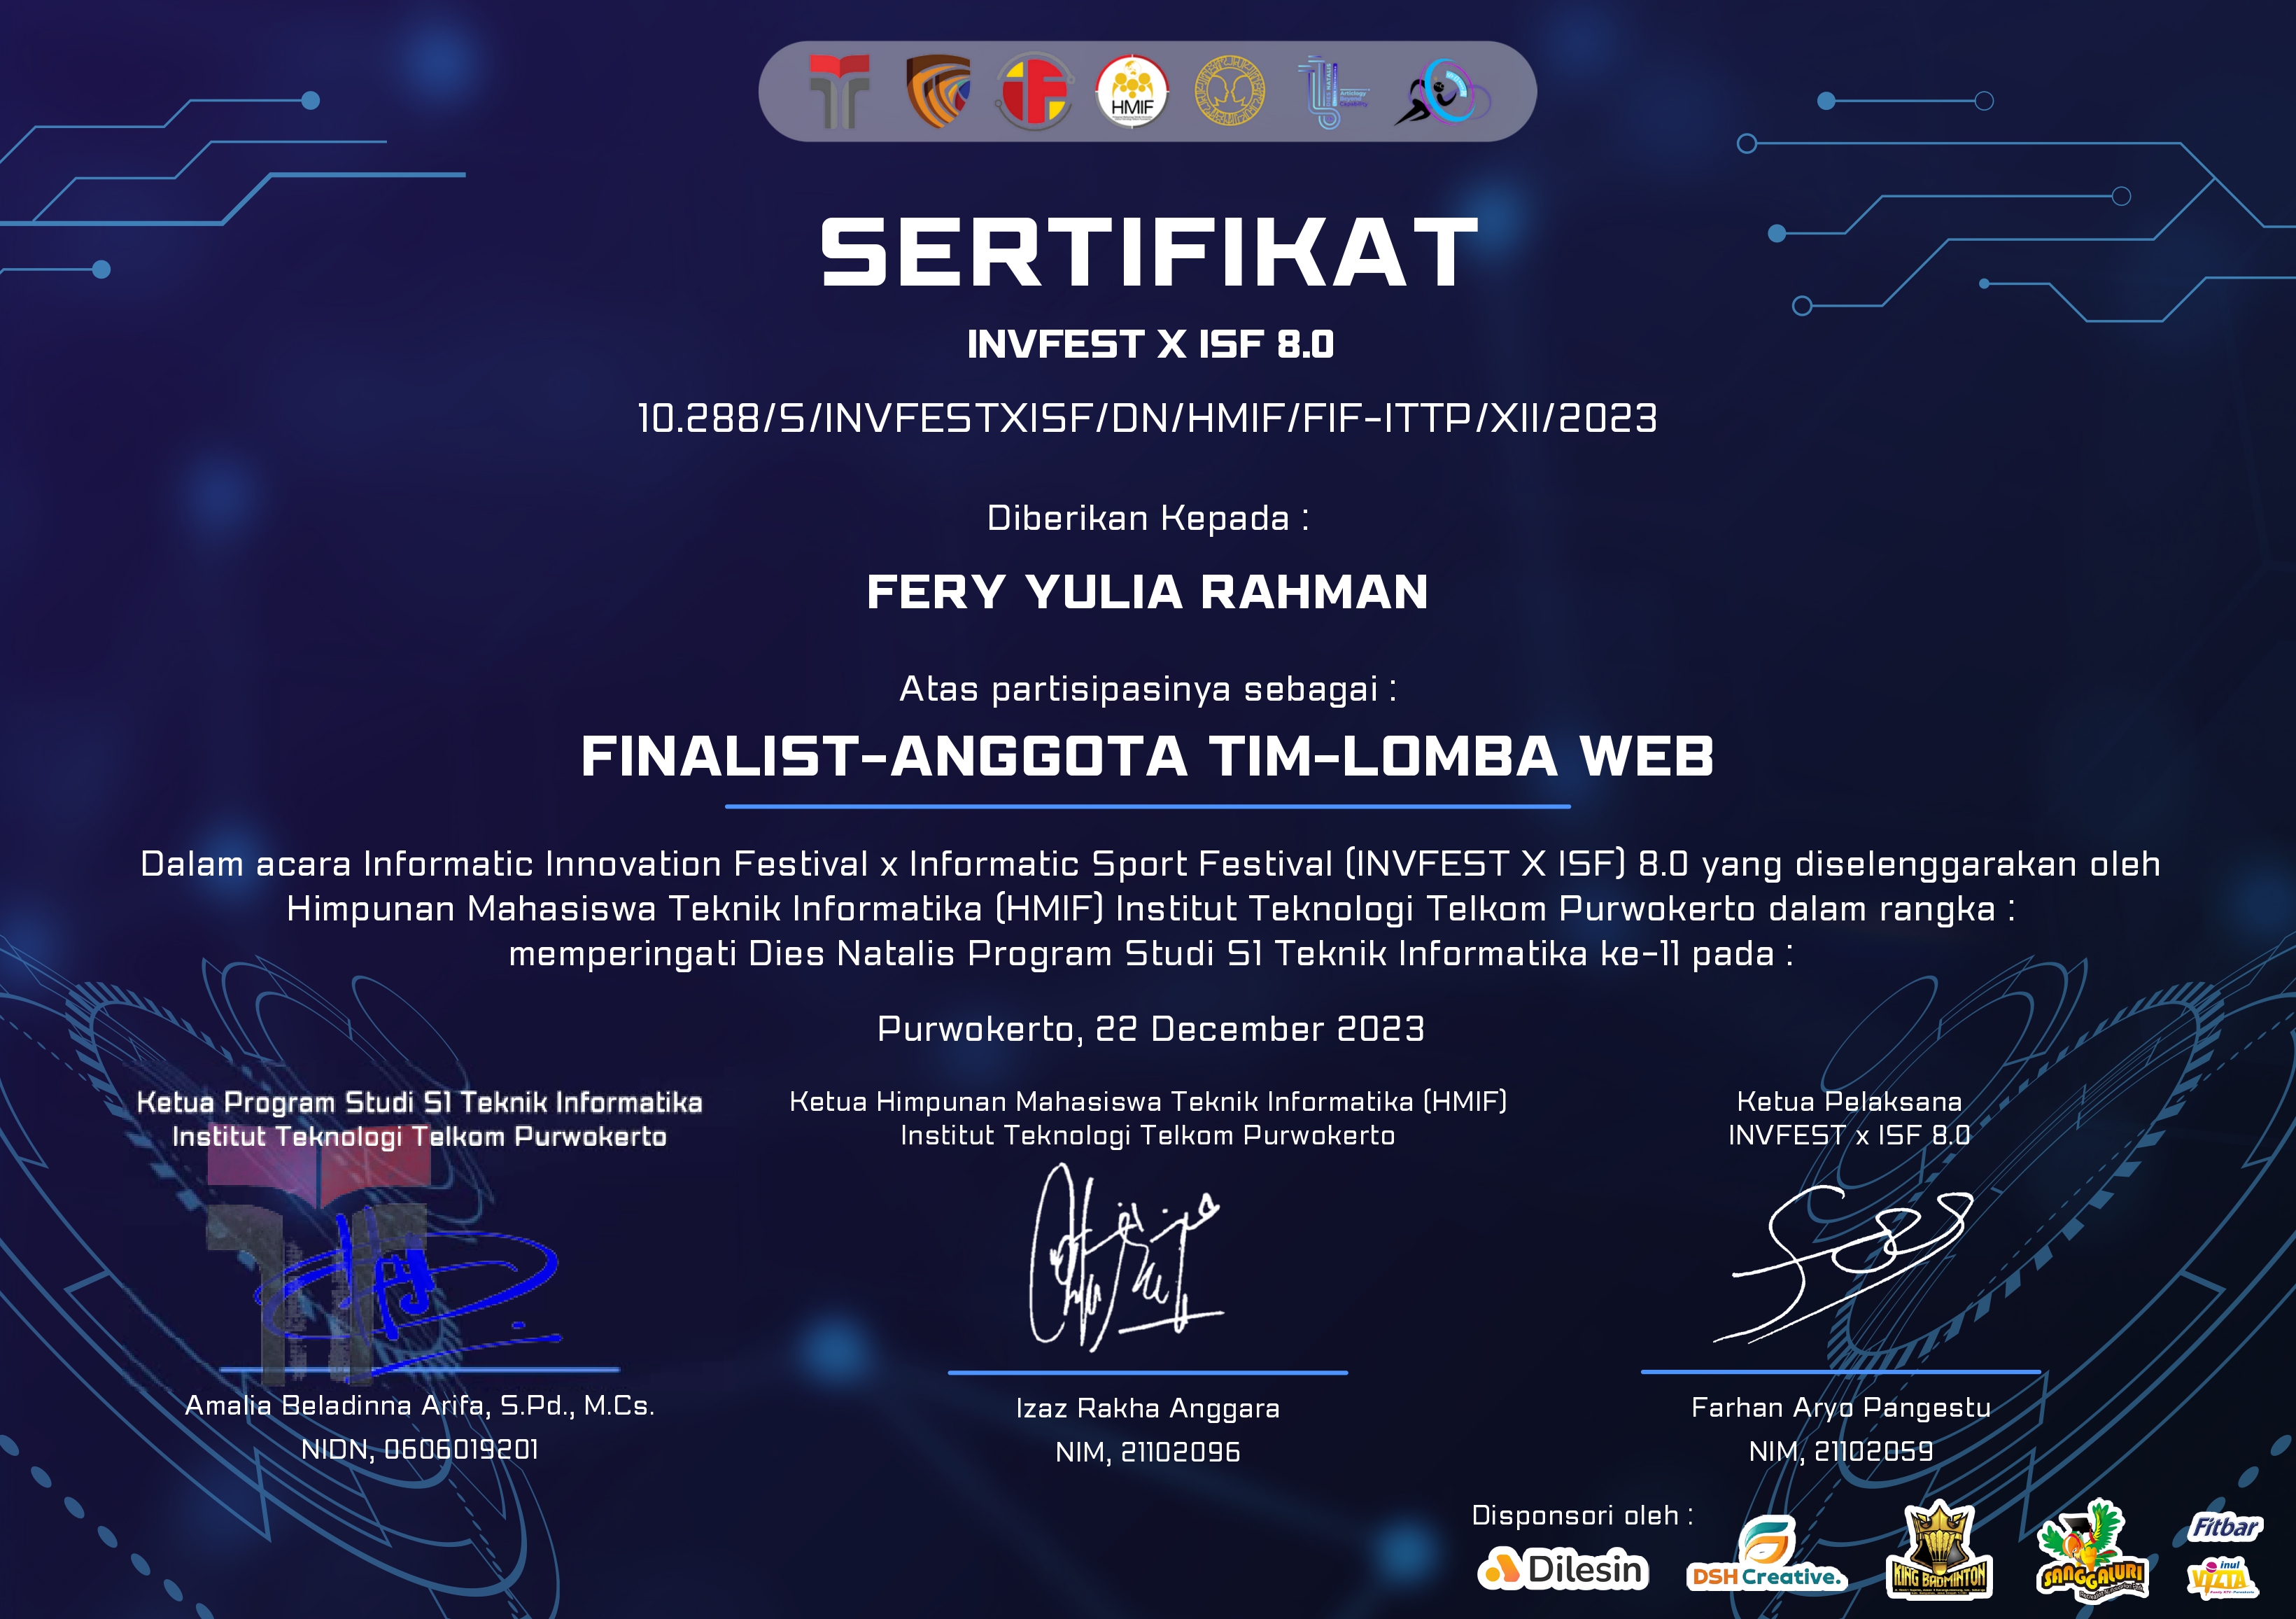 HMIF
SERTIFIKAT
INVFEST X ISF 8.0
10.288/S/INVFESTXISF/DN/HMIF/FIF-ITTP/XII/2023
Diberikan Kepada :
FERY YULIA RAHMAN
Atas partisipasinya sebagai :
FINALIST-ANGGOTA TIM-LOMBA WEB
Dalam acara Informatic Innovation Festival x Informatic Sport Festival (INVFEST X ISF) 8.0 yang diselenggarakan oleh
Himpunan Mahasiswa Teknik Informatika (HMIF) Institut Teknologi Telkom Purwokerto dalam rangka :
memperingati Dies Natalis Program Studi S1 Teknik Informatika ke-11 pada :
Purwokerto, 22 December 2023
Ketua Program Studi S1 Teknik Informatika
Institut Teknologi Telkom Purwokerto
Amalia Beladinna Arifa, S.Pd., M.Cs.
NIDN, 0606019201
Ketua Himpunan Mahasiswa Teknik Informatika (HMIF)
Institut Teknologi Telkom Purwokerto
Izaz Rakha Anggara
NIM, 21102096
Ketua Pelaksana
INVFEST x ISF 8.0
Farhan Aryo Pangestu
NIM, 21102059
Disponsori oleh :
Dilesin
DSH Creative.
KING BADMINTON
SANGGALURI
Fitbar
inul
VIZTA